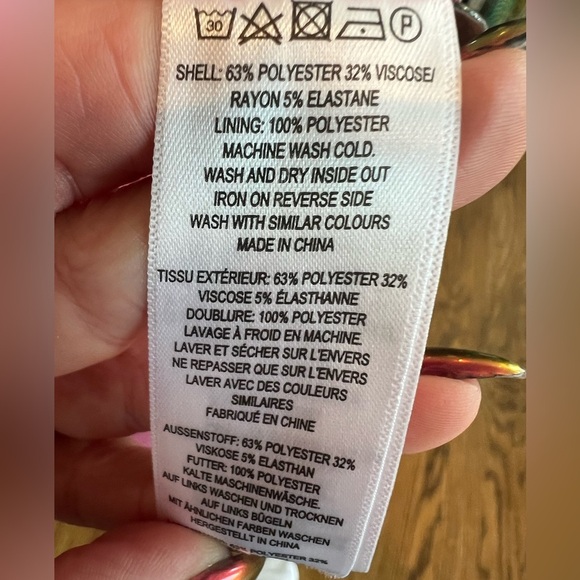 30 P
SHELL: 63% POLYESTER 32% VISCOSE/
RAYON 5% ELASTANE
LINING: 100% POLYESTER
MACHINE WASH COLD.
WASH AND DRY INSIDE OUT
IRON ON REVERSE SIDE
WASH WITH SIMILAR COLOURS
MADE IN CHINA
TISSU EXTÉRIEUR: 63% POLYESTER 32%
VISCOSE 5% ÉLASTHANNE
DOUBLURE: 100% POLYESTER
LAVAGE À FROID EN MACHINE.
LAVER ET SÉCHER SUR L'ENVERS
NE REPASSER QUE SUR L'ENVERS
LAVER AVEC DES COULEURS
SIMILAIRES
FABRIQUÉ EN CHINE
AUSSENSTOFF: 63% POLYESTER 32%
VISKOSE 5% ELASTHAN
FUTTER: 100% POLYESTER
KALTE MASCHINENWÄSCHE.
AUF LINKS WASCHEN UND TROCKNEN
AUF LINKS BÜGELN
MIT ÄHNLICHEN FARBEN WASCHEN
HERGESTELLT IN CHINA
POLYESTER 32%